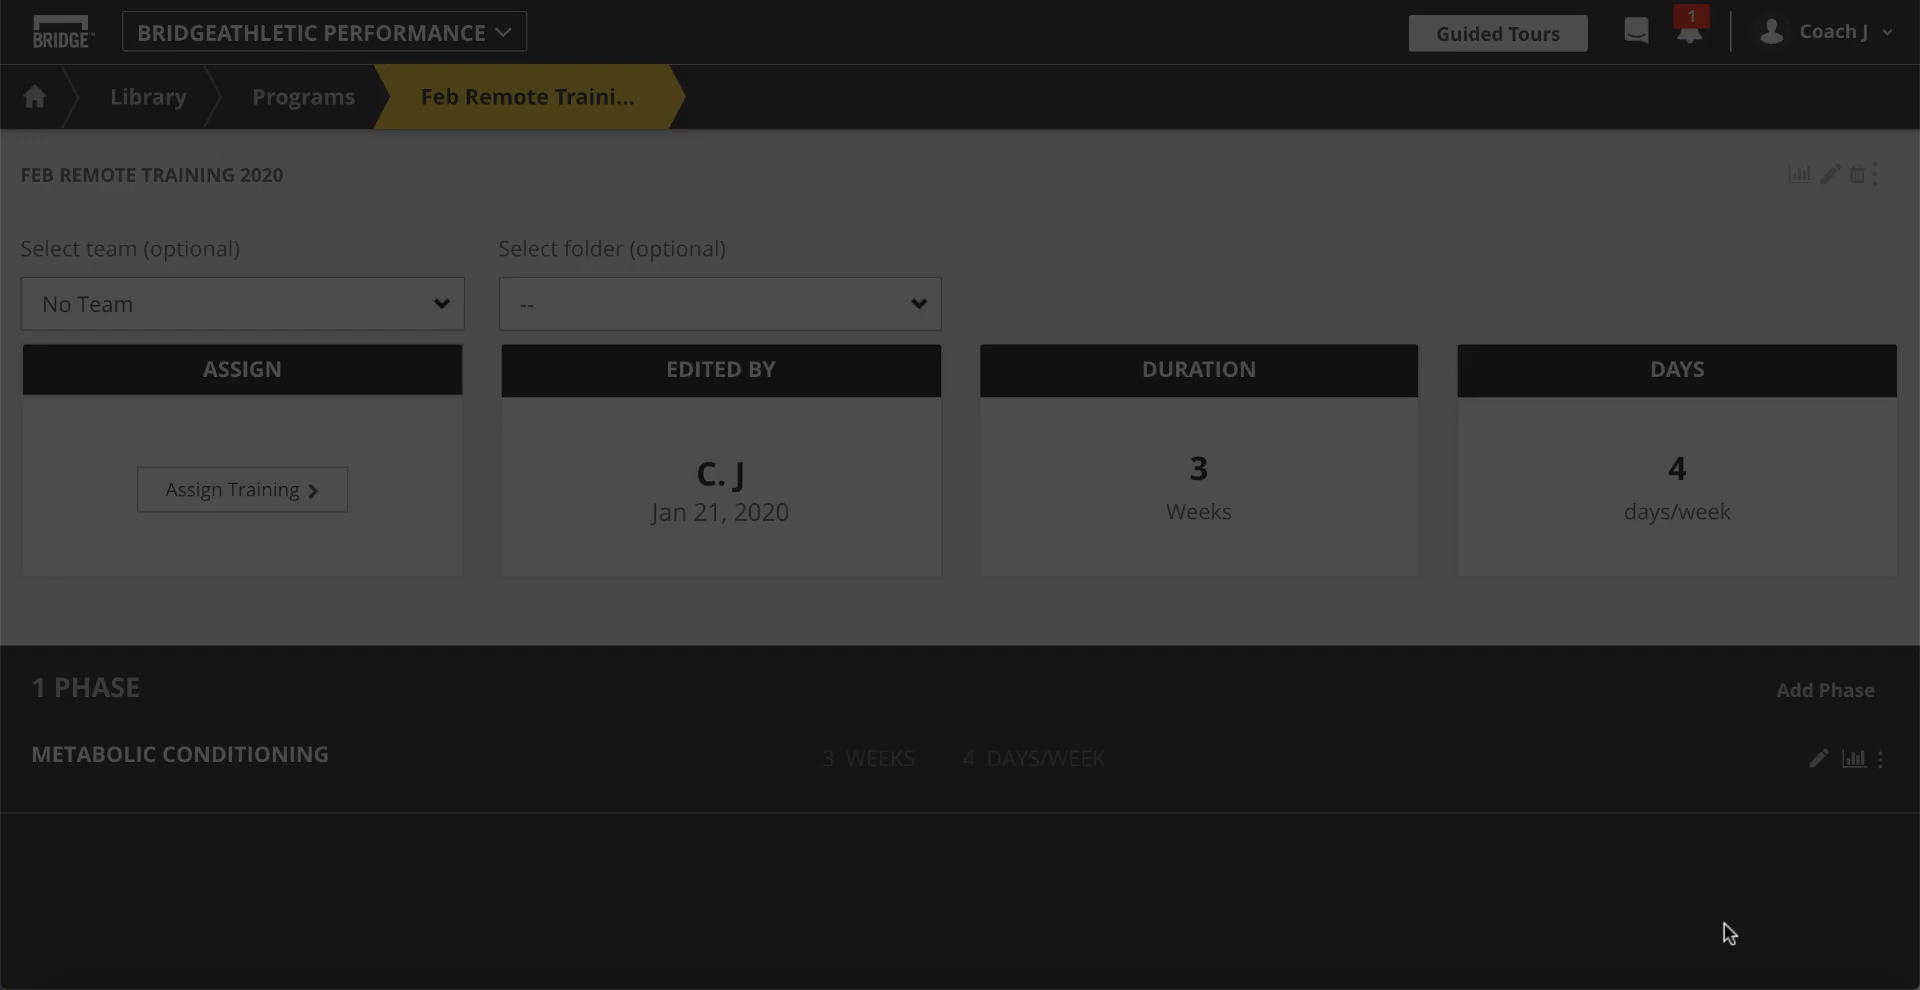 BRIDGE
BRIDGEATHLETIC PERFORMANCE
Guided Tours
1
Coach J
Library
Programs
Feb Remote Traini...
FEB REMOTE TRAINING 2020
Select team (optional)
Select folder (optional)
No Team
--
ASSIGN
EDITED BY
DURATION
DAYS
Assign Training
C. J
Jan 21, 2020
3
Weeks
4
days/week
1 PHASE
Add Phase
METABOLIC CONDITIONING
3 WEEKS
4 DAYS/WEEK